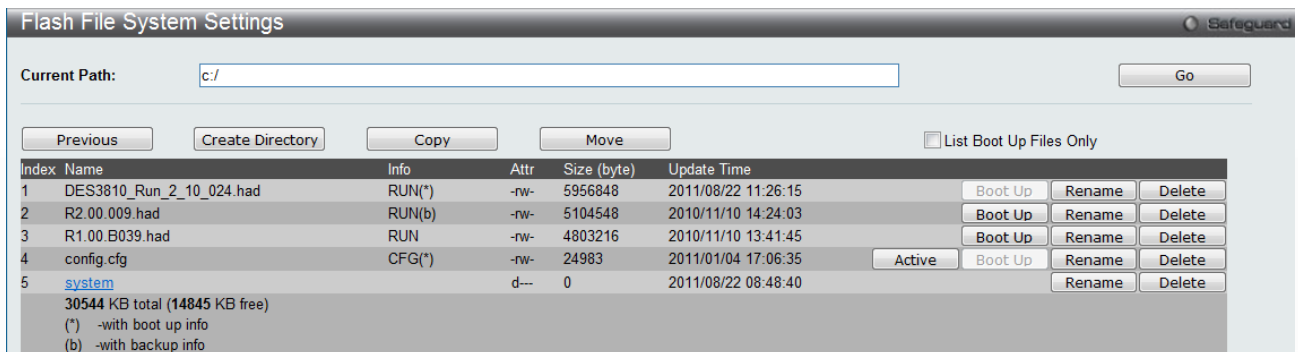 Flash File System Settings
Safeguard
Current Path: c:/ Go
Previous Create Directory Copy Move List Boot Up Files Only
Index Name Info Attr Size (byte) Update Time
1 DES3810_Run_2_10_024.had RUN(*) -rw- 5956848 2011/08/22 11:26:15 Boot Up Rename Delete
2 R2.00.009.had RUN(b) -rw- 5104548 2010/11/10 14:24:03 Boot Up Rename Delete
3 R1.00.B039.had RUN -rw- 4803216 2010/11/10 13:41:45 Boot Up Rename Delete
4 config.cfg CFG(*) -rw- 24983 2011/01/04 17:06:35 Active Boot Up Rename Delete
5 system d--- 0 2011/08/22 08:48:40 Rename Delete
30544 KB total (14845 KB free)
(*) -with boot up info
(b) -with backup info